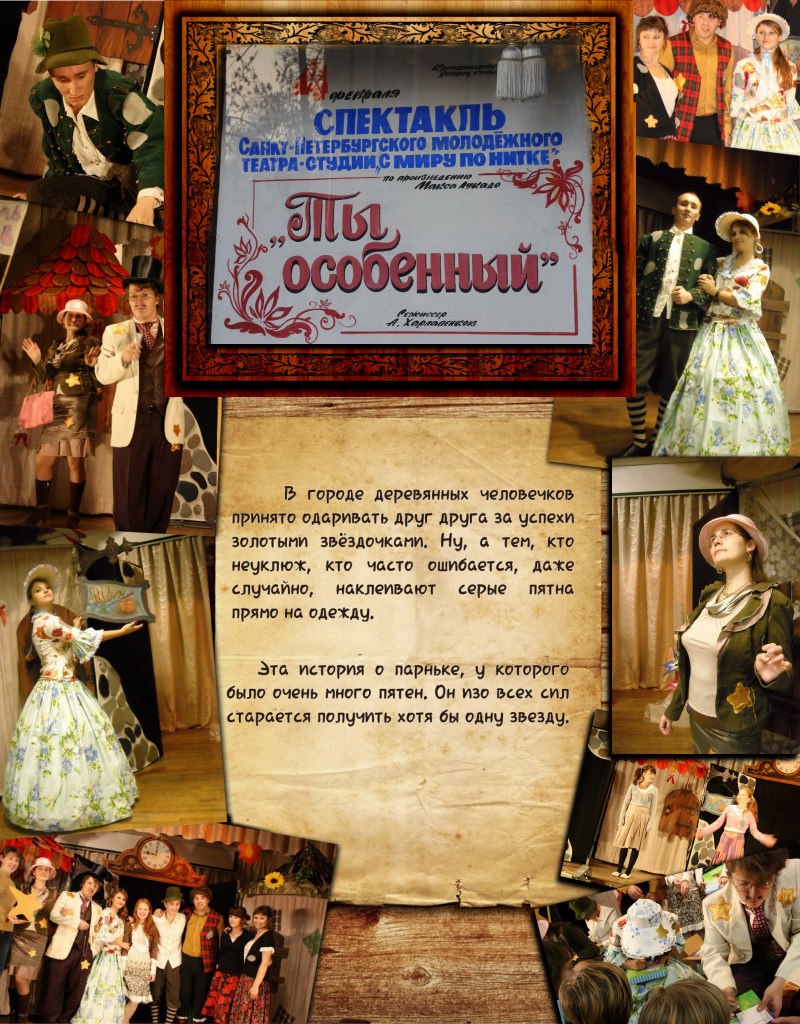 4 февраля
СПЕКТАКЛЬ
САНКТ-ПЕТЕРБУРГСКОГО МОЛОДЁЖНОГО
ТЕАТРА-СТУДИИ „С МИРУ ПО НИТКЕ"
по произведению
Макса Лукадо
„Ты
особенный”
Режиссер
А. Харлапенков
В городе деревянных человечков
принято одаривать друг друга за успехи
золотыми звёздочками. Ну, а тем, кто
неуклюж, кто часто ошибается, даже
случайно, наклеивают серые пятна
прямо на одежду.
Эта история о парньке, у которого
было очень много пятен. Он изо всех сил
старается получить хотя бы одну звезду.